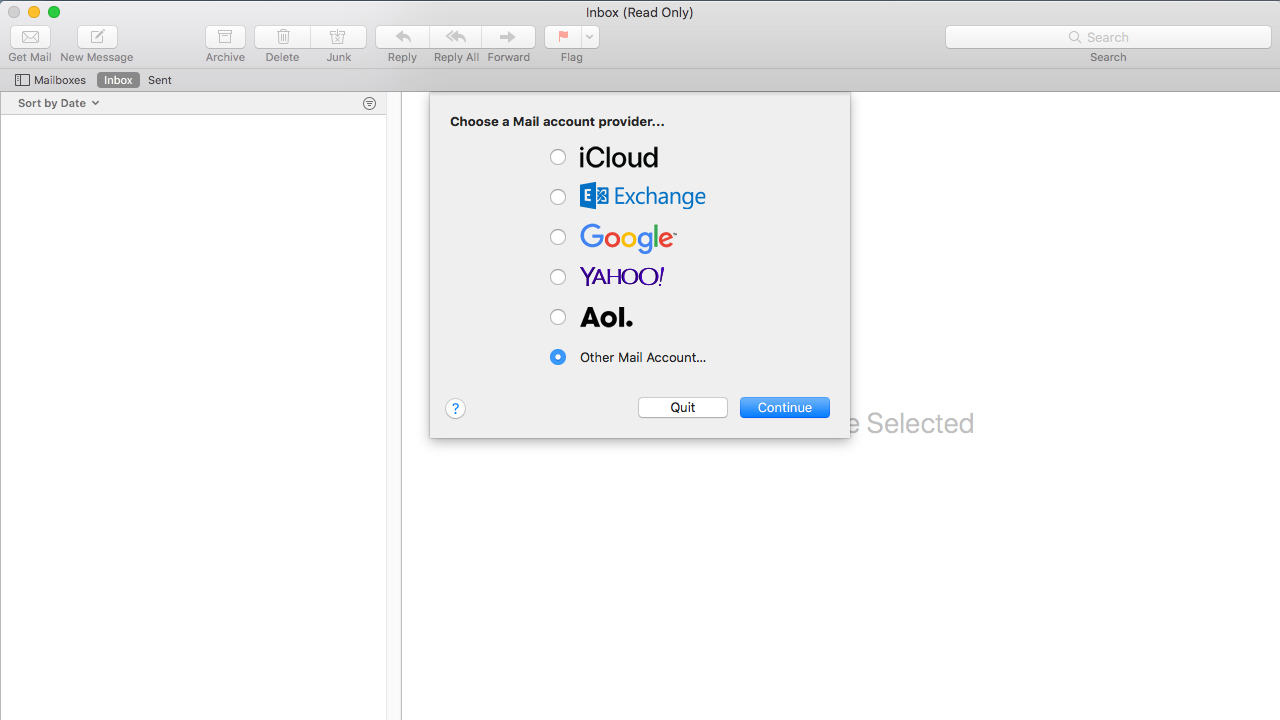 Inbox (Read Only)
Get Mail New Message Archive Delete Junk Reply Reply All Forward Flag Search
Search
Mailboxes Inbox Sent
Sort by Date
Choose a Mail account provider...
iCloud
E Exchange
Google™
YAHOO!
Aol.
Other Mail Account...
? Quit Continue
Selected